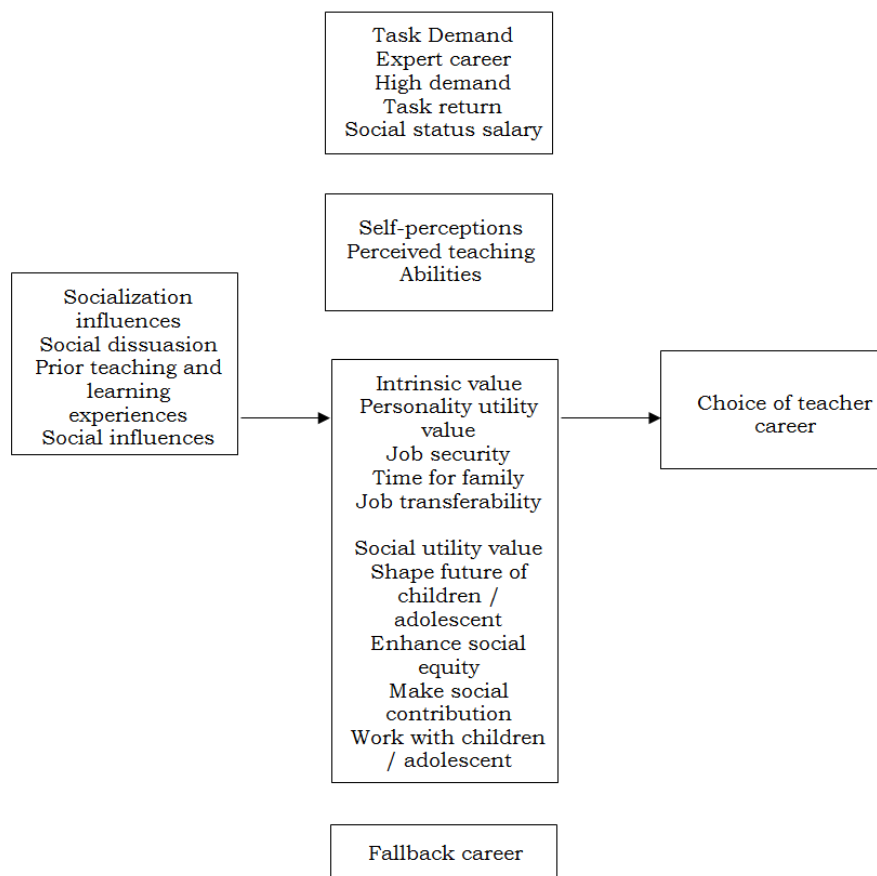 Task Demand
Expert career
High demand
Task return
Social status salary
Self-perceptions
Perceived teaching
Abilities
Socialization
influences
Social dissuasion
Prior teaching and
learning
experiences
Social influences
Intrinsic value
Personality utility
value
Job security
Time for family
Job transferability
Social utility value
Shape future of
children /
adolescent
Enhance social
equity
Make social
contribution
Work with children
/ adolescent
Choice of teacher
career
Fallback career